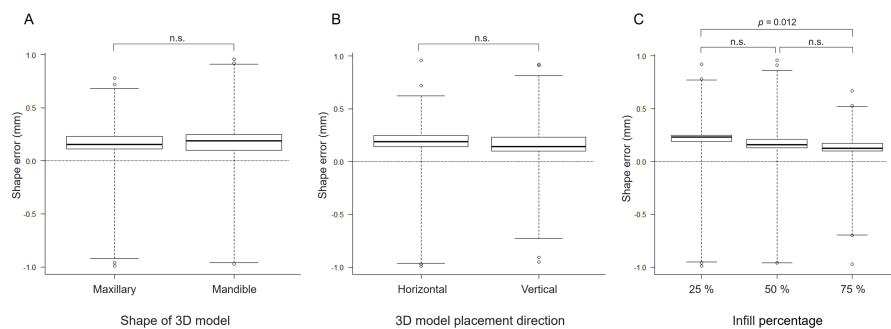 A
B
C
p = 0.012
n.s.
n.s.
n.s.
n.s.
1.0
0.5
0.0
-0.5
-1.0
Shape error (mm)
Maxillary
Mandible
Shape of 3D model
1.0
0.5
0.0
-0.5
-1.0
Shape error (mm)
Horizontal
Vertical
3D model placement direction
1.0
0.5
0.0
-0.5
-1.0
Shape error (mm)
25 %
50 %
75 %
Infill percentage